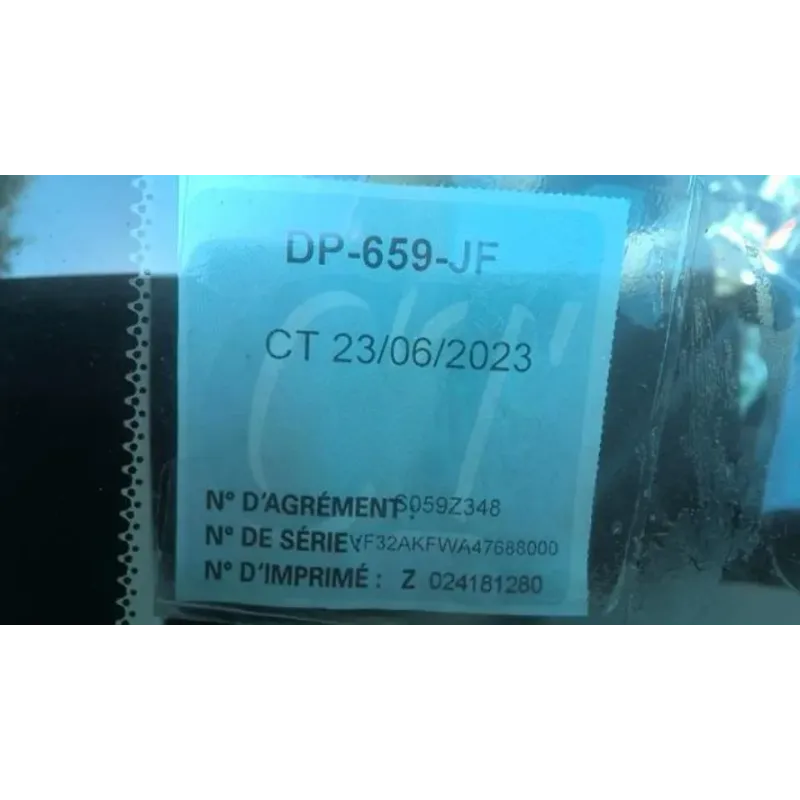 DP-659-JF
CT 23/06/2023
N° D'AGRÉMENT : S059Z348
N° DE SÉRIE : VF32AKFWA47688000
N° D'IMPRIMÉ : Z 024181280